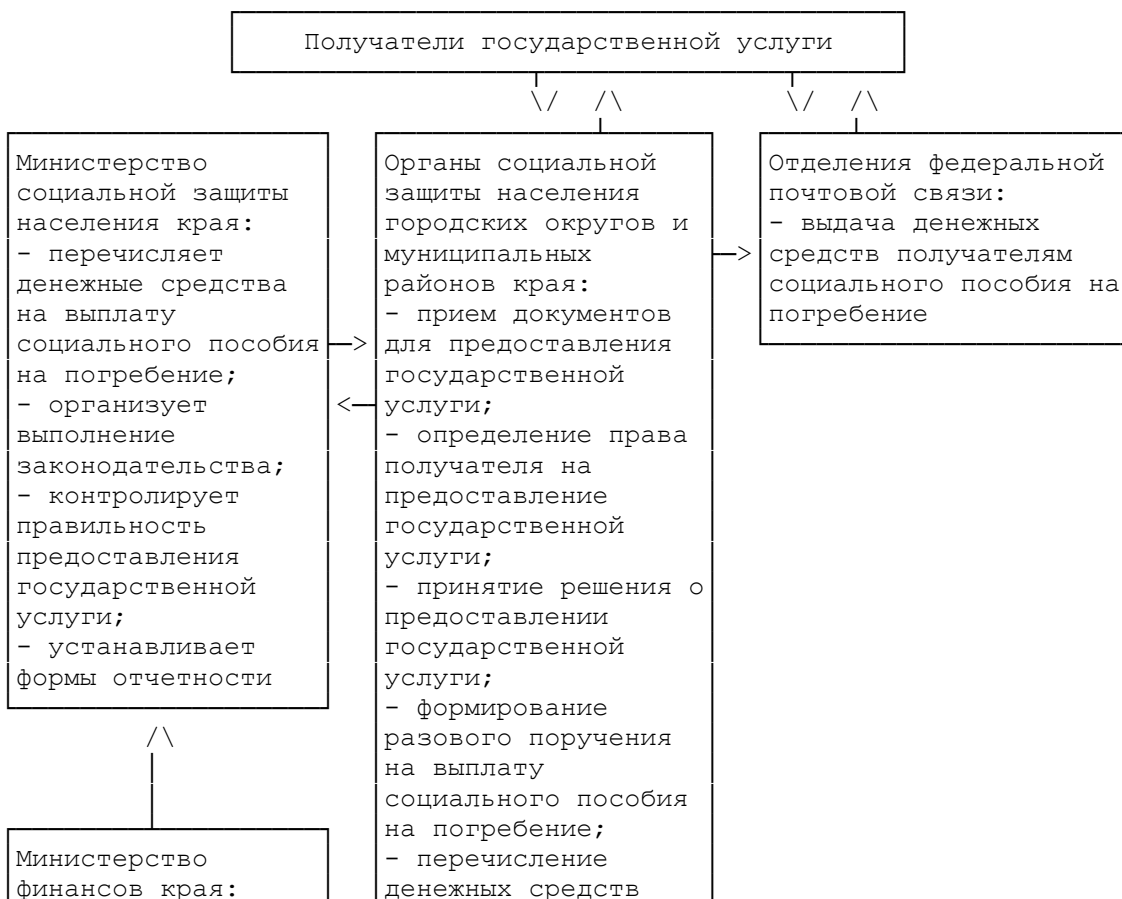 Получатели государственной услуги
Министерство
социальной защиты
населения края:
- перечисляет
денежные средства
на выплату
социального пособия
на погребение;
- организует
выполнение
законодательства;
- контролирует
правильность
предоставления
государственной
услуги;
- устанавливает
формы отчетности
Органы социальной
защиты населения
городских округов и
муниципальных
районов края:
- прием документов
для предоставления
государственной
услуги;
- определение права
получателя на
предоставление
государственной
услуги;
- принятие решения о
предоставлении
государственной
услуги;
- формирование
разового поручения
на выплату
социального пособия
на погребение;
- перечисление
денежных средств
Отделения федеральной
почтовой связи:
- выдача денежных
средств получателям
социального пособия на
погребение
Министерство
финансов края: